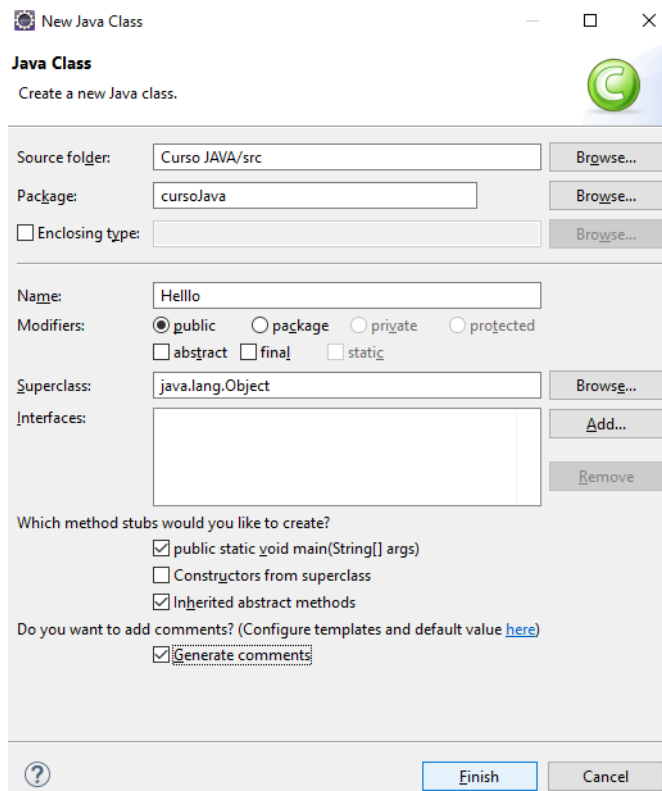 New Java Class
Java Class
Create a new Java class.
Source folder: Curso JAVA/src Browse...
Package: cursoJava Browse...
Enclosing type: Browse...
Name: Helllo
Modifiers: public package private protected
abstract final static
Superclass: java.lang.Object Browse...
Interfaces: Add...
Remove
Which method stubs would you like to create?
public static void main(String[] args)
Constructors from superclass
Inherited abstract methods
Do you want to add comments? (Configure templates and default value here)
Generate comments
? Finish Cancel